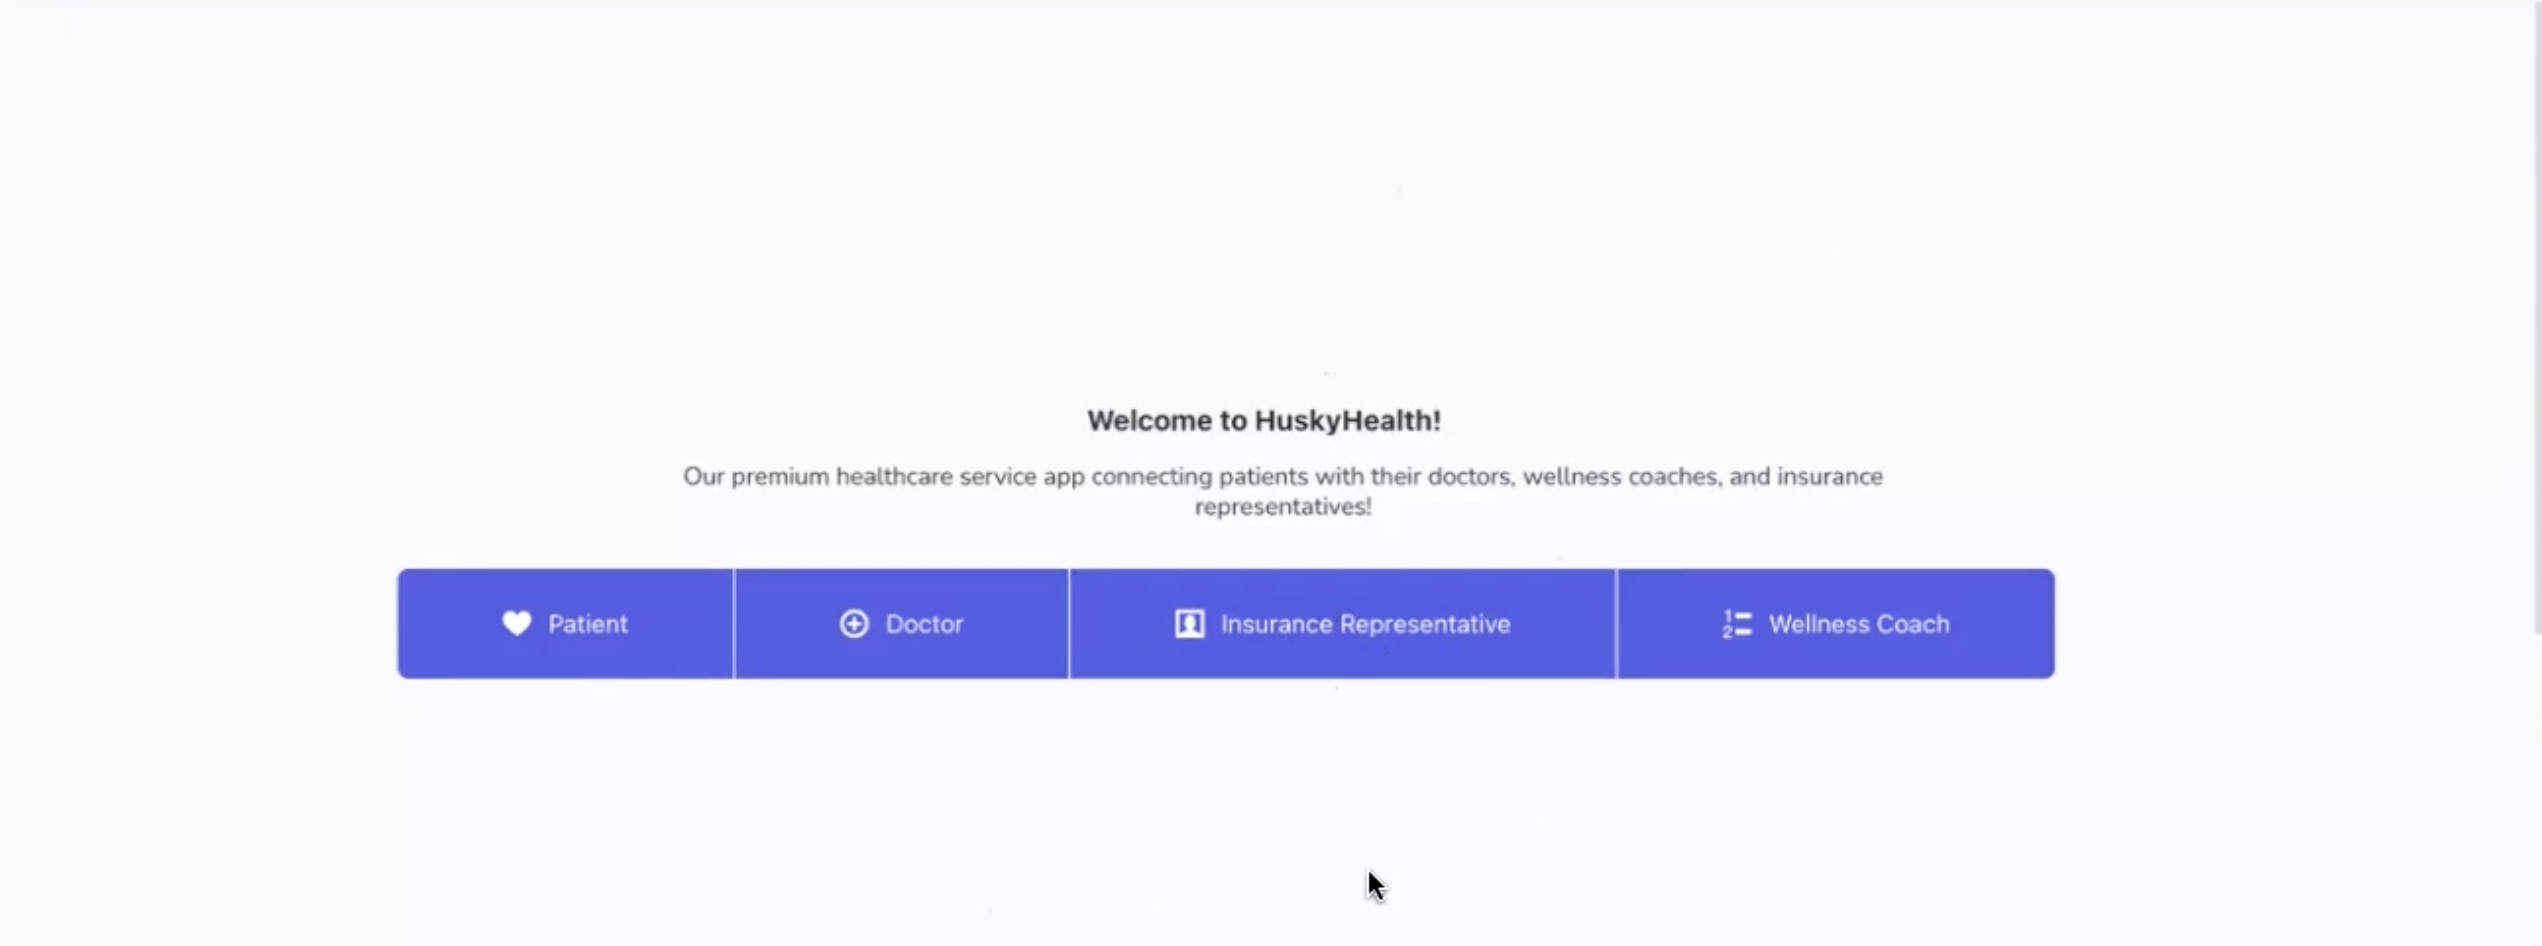 Welcome to HuskyHealth!
Our premium healthcare service app connecting patients with their doctors, wellness coaches, and insurance
representatives!
Patient
Doctor
Insurance Representative
Wellness Coach